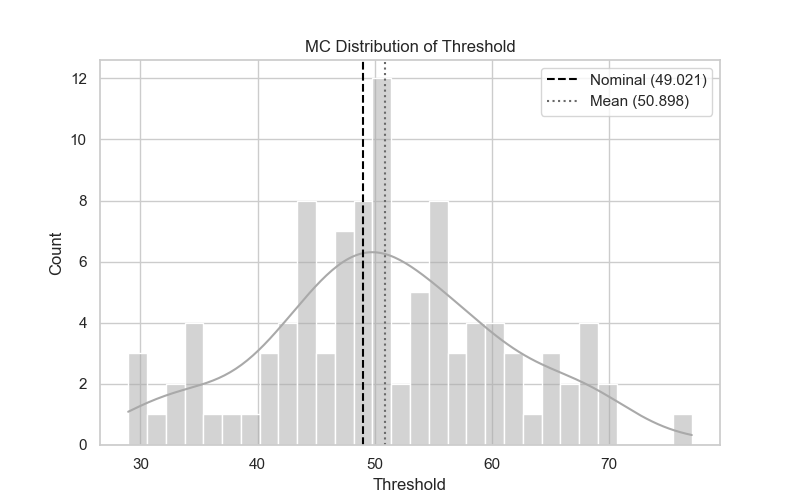 MC Distribution of Threshold
Nominal (49.021)
Mean (50.898)
Count
12
10
8
6
4
2
0
30 40 50 60 70
Threshold